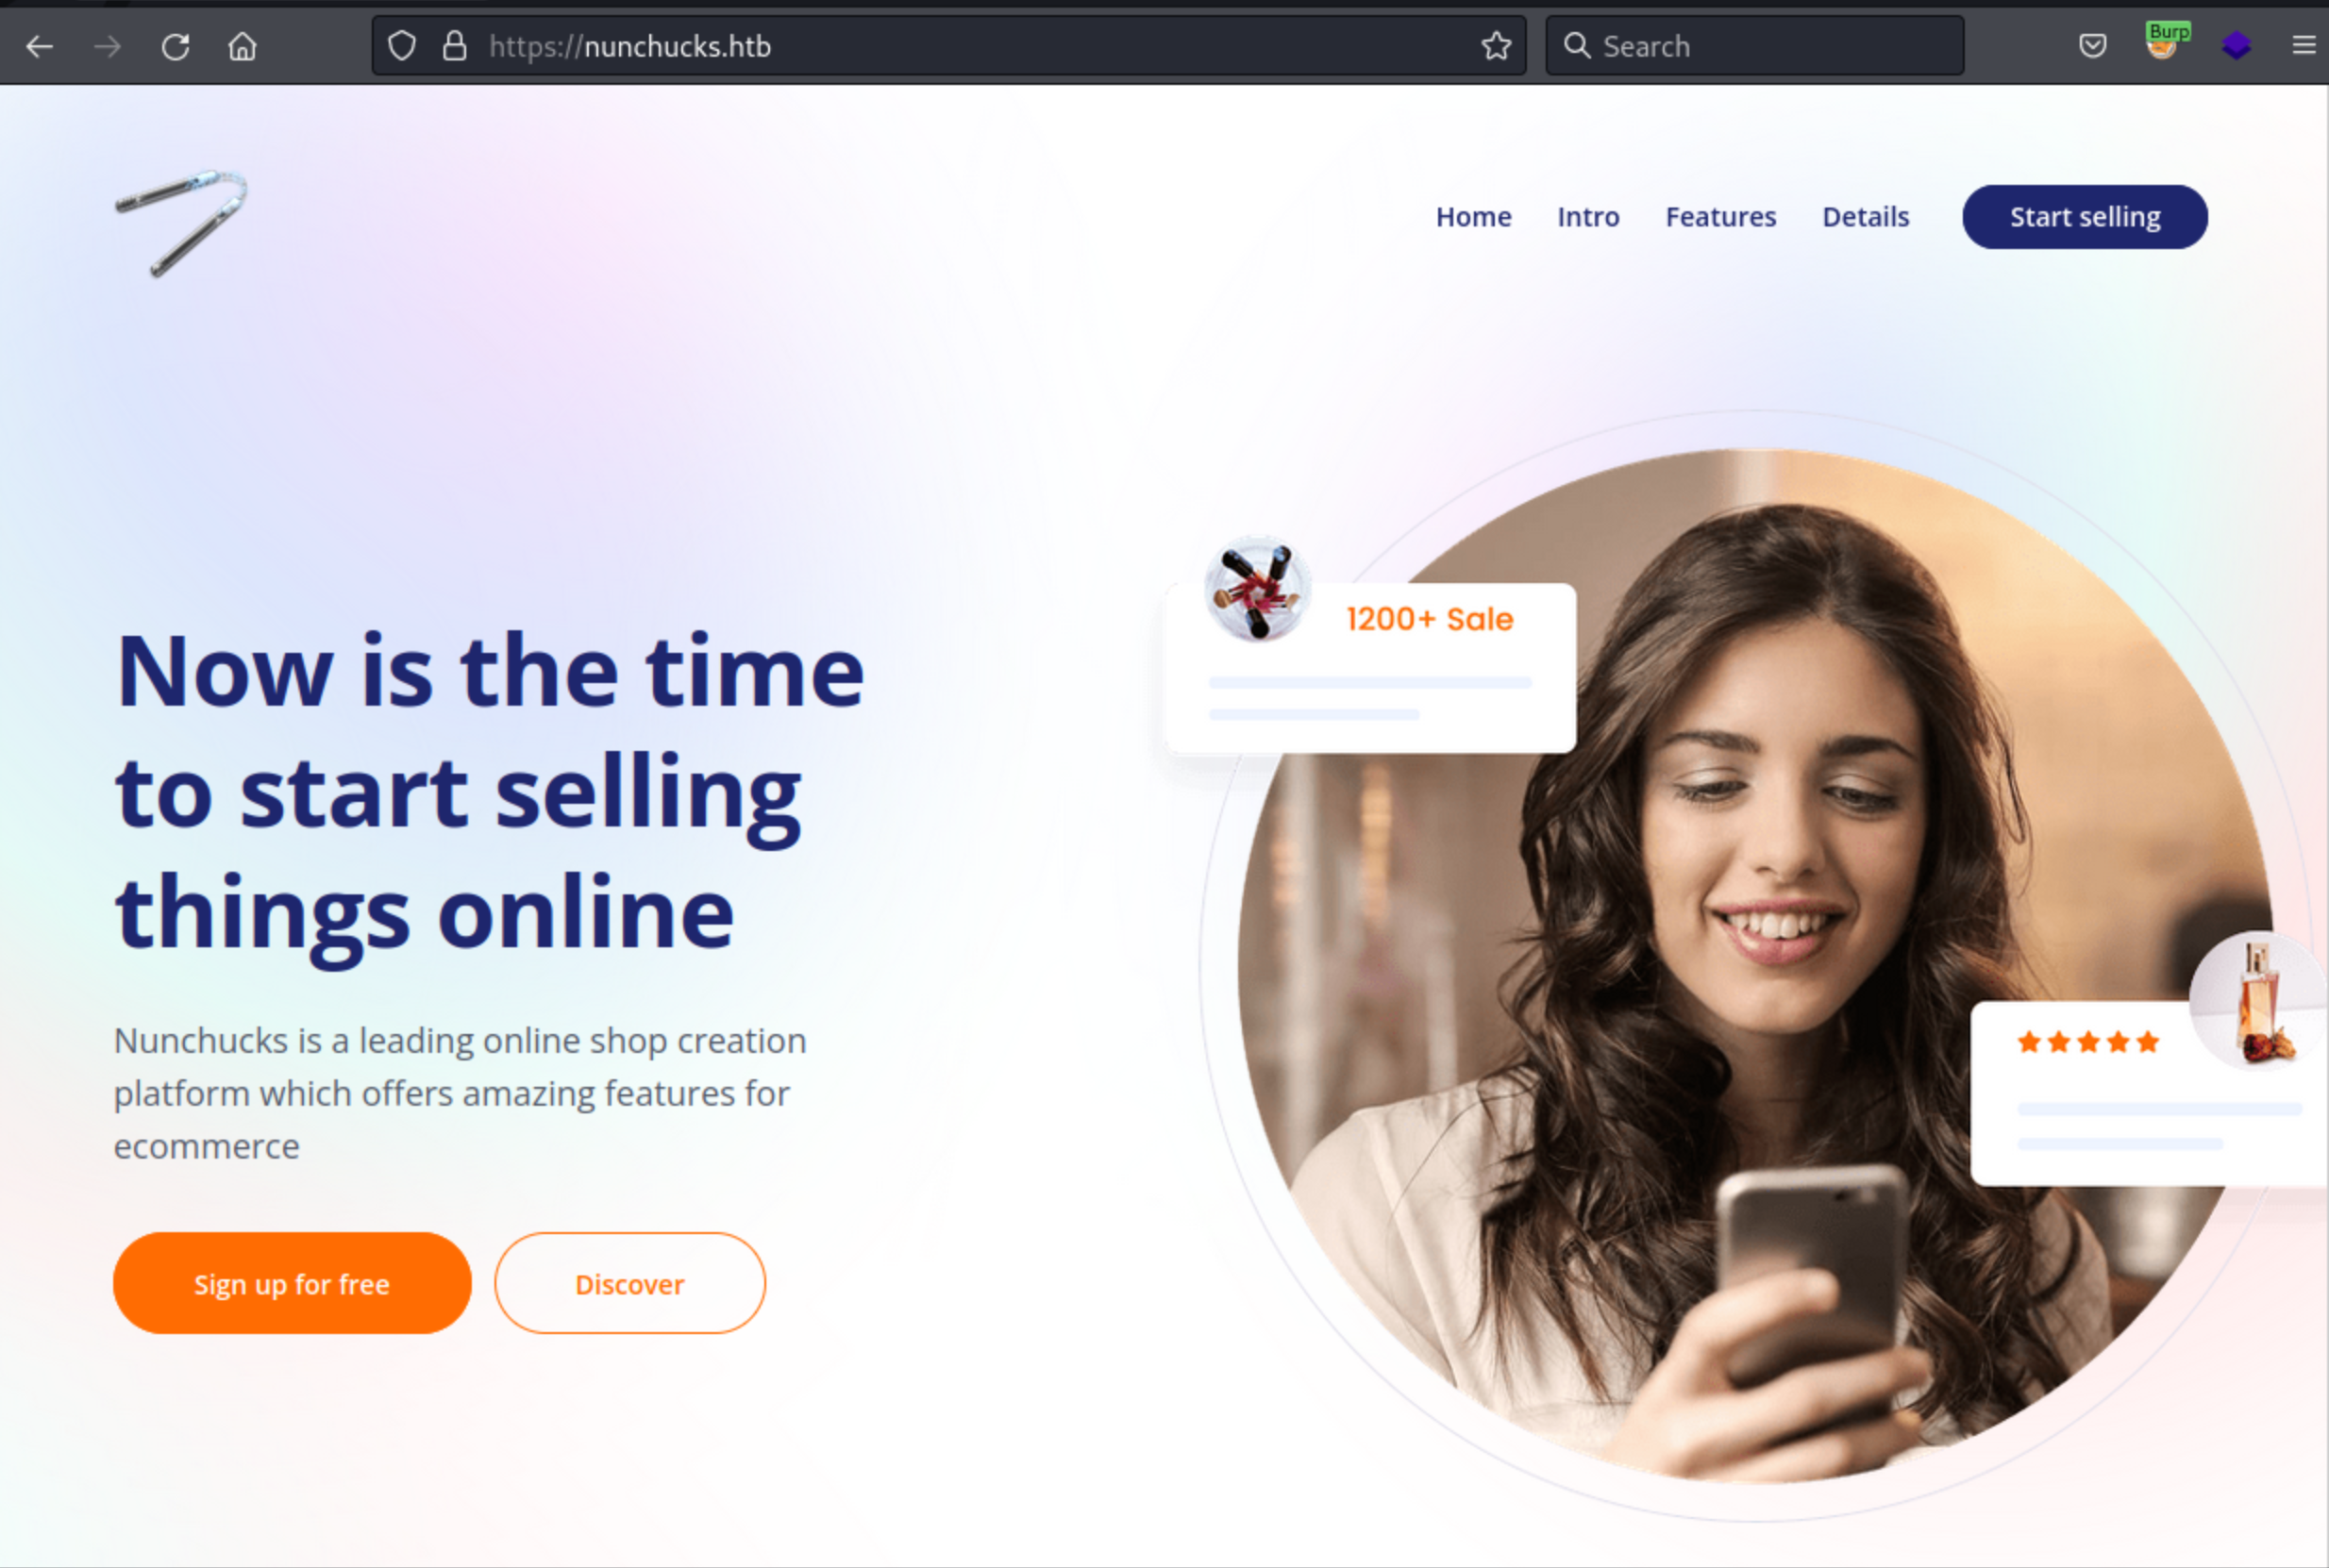 https://nunchucks.htb
Search
Burp
Home Intro Features Details Start selling
1200+ Sale
Now is the time
to start selling
things online
Nunchucks is a leading online shop creation
platform which offers amazing features for
ecommerce
Sign up for free Discover